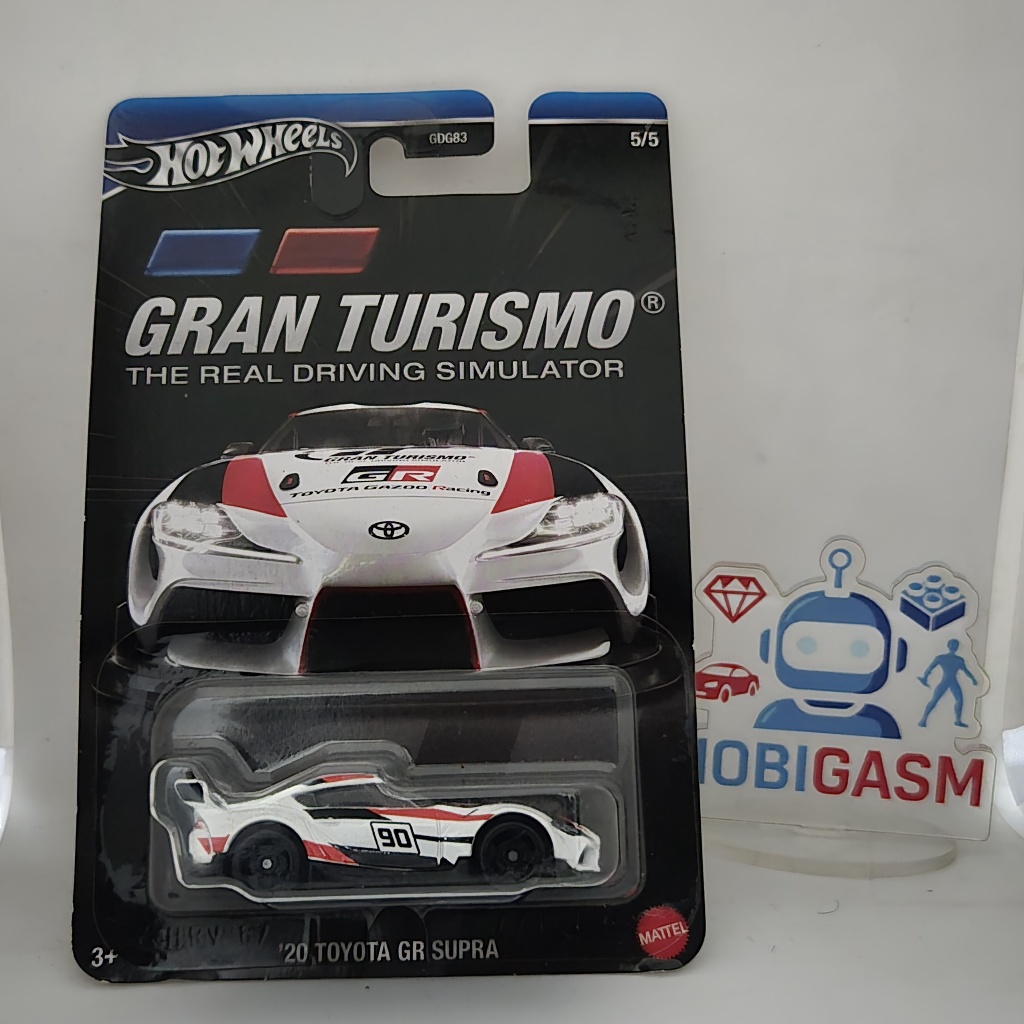 HOT WHEELS
GDG83
5/5
GRAN TURISMO®
THE REAL DRIVING SIMULATOR
GRAN TURISMO
GR
TOYOTA GAZOO Racing
90
3+
'20 TOYOTA GR SUPRA
MATTEL
MOBIGASM